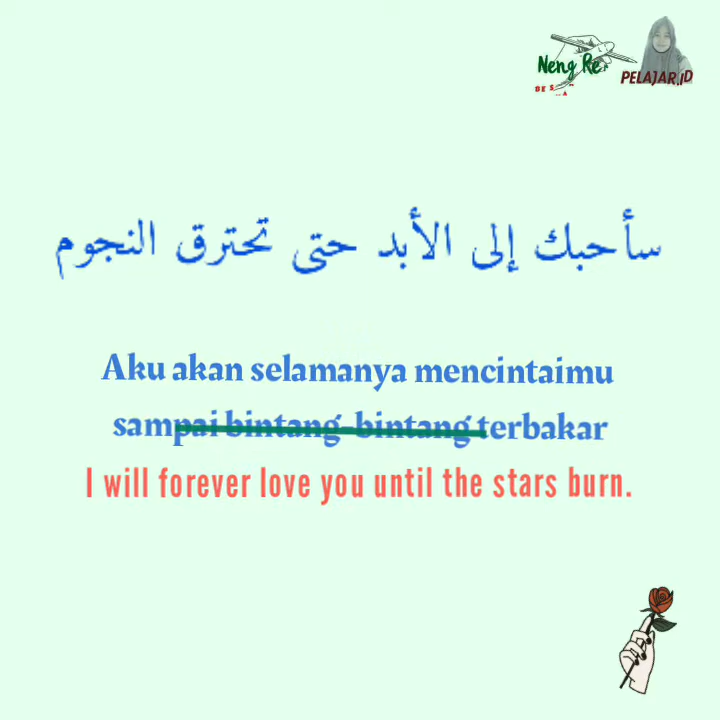 Neng Re
PELAJAR,ID
سأحبك إلى الأبد حتى تحترق النجوم
Aku akan selamanya mencintaimu
sampai bintang-bintang terbakar
I will forever love you until the stars burn.